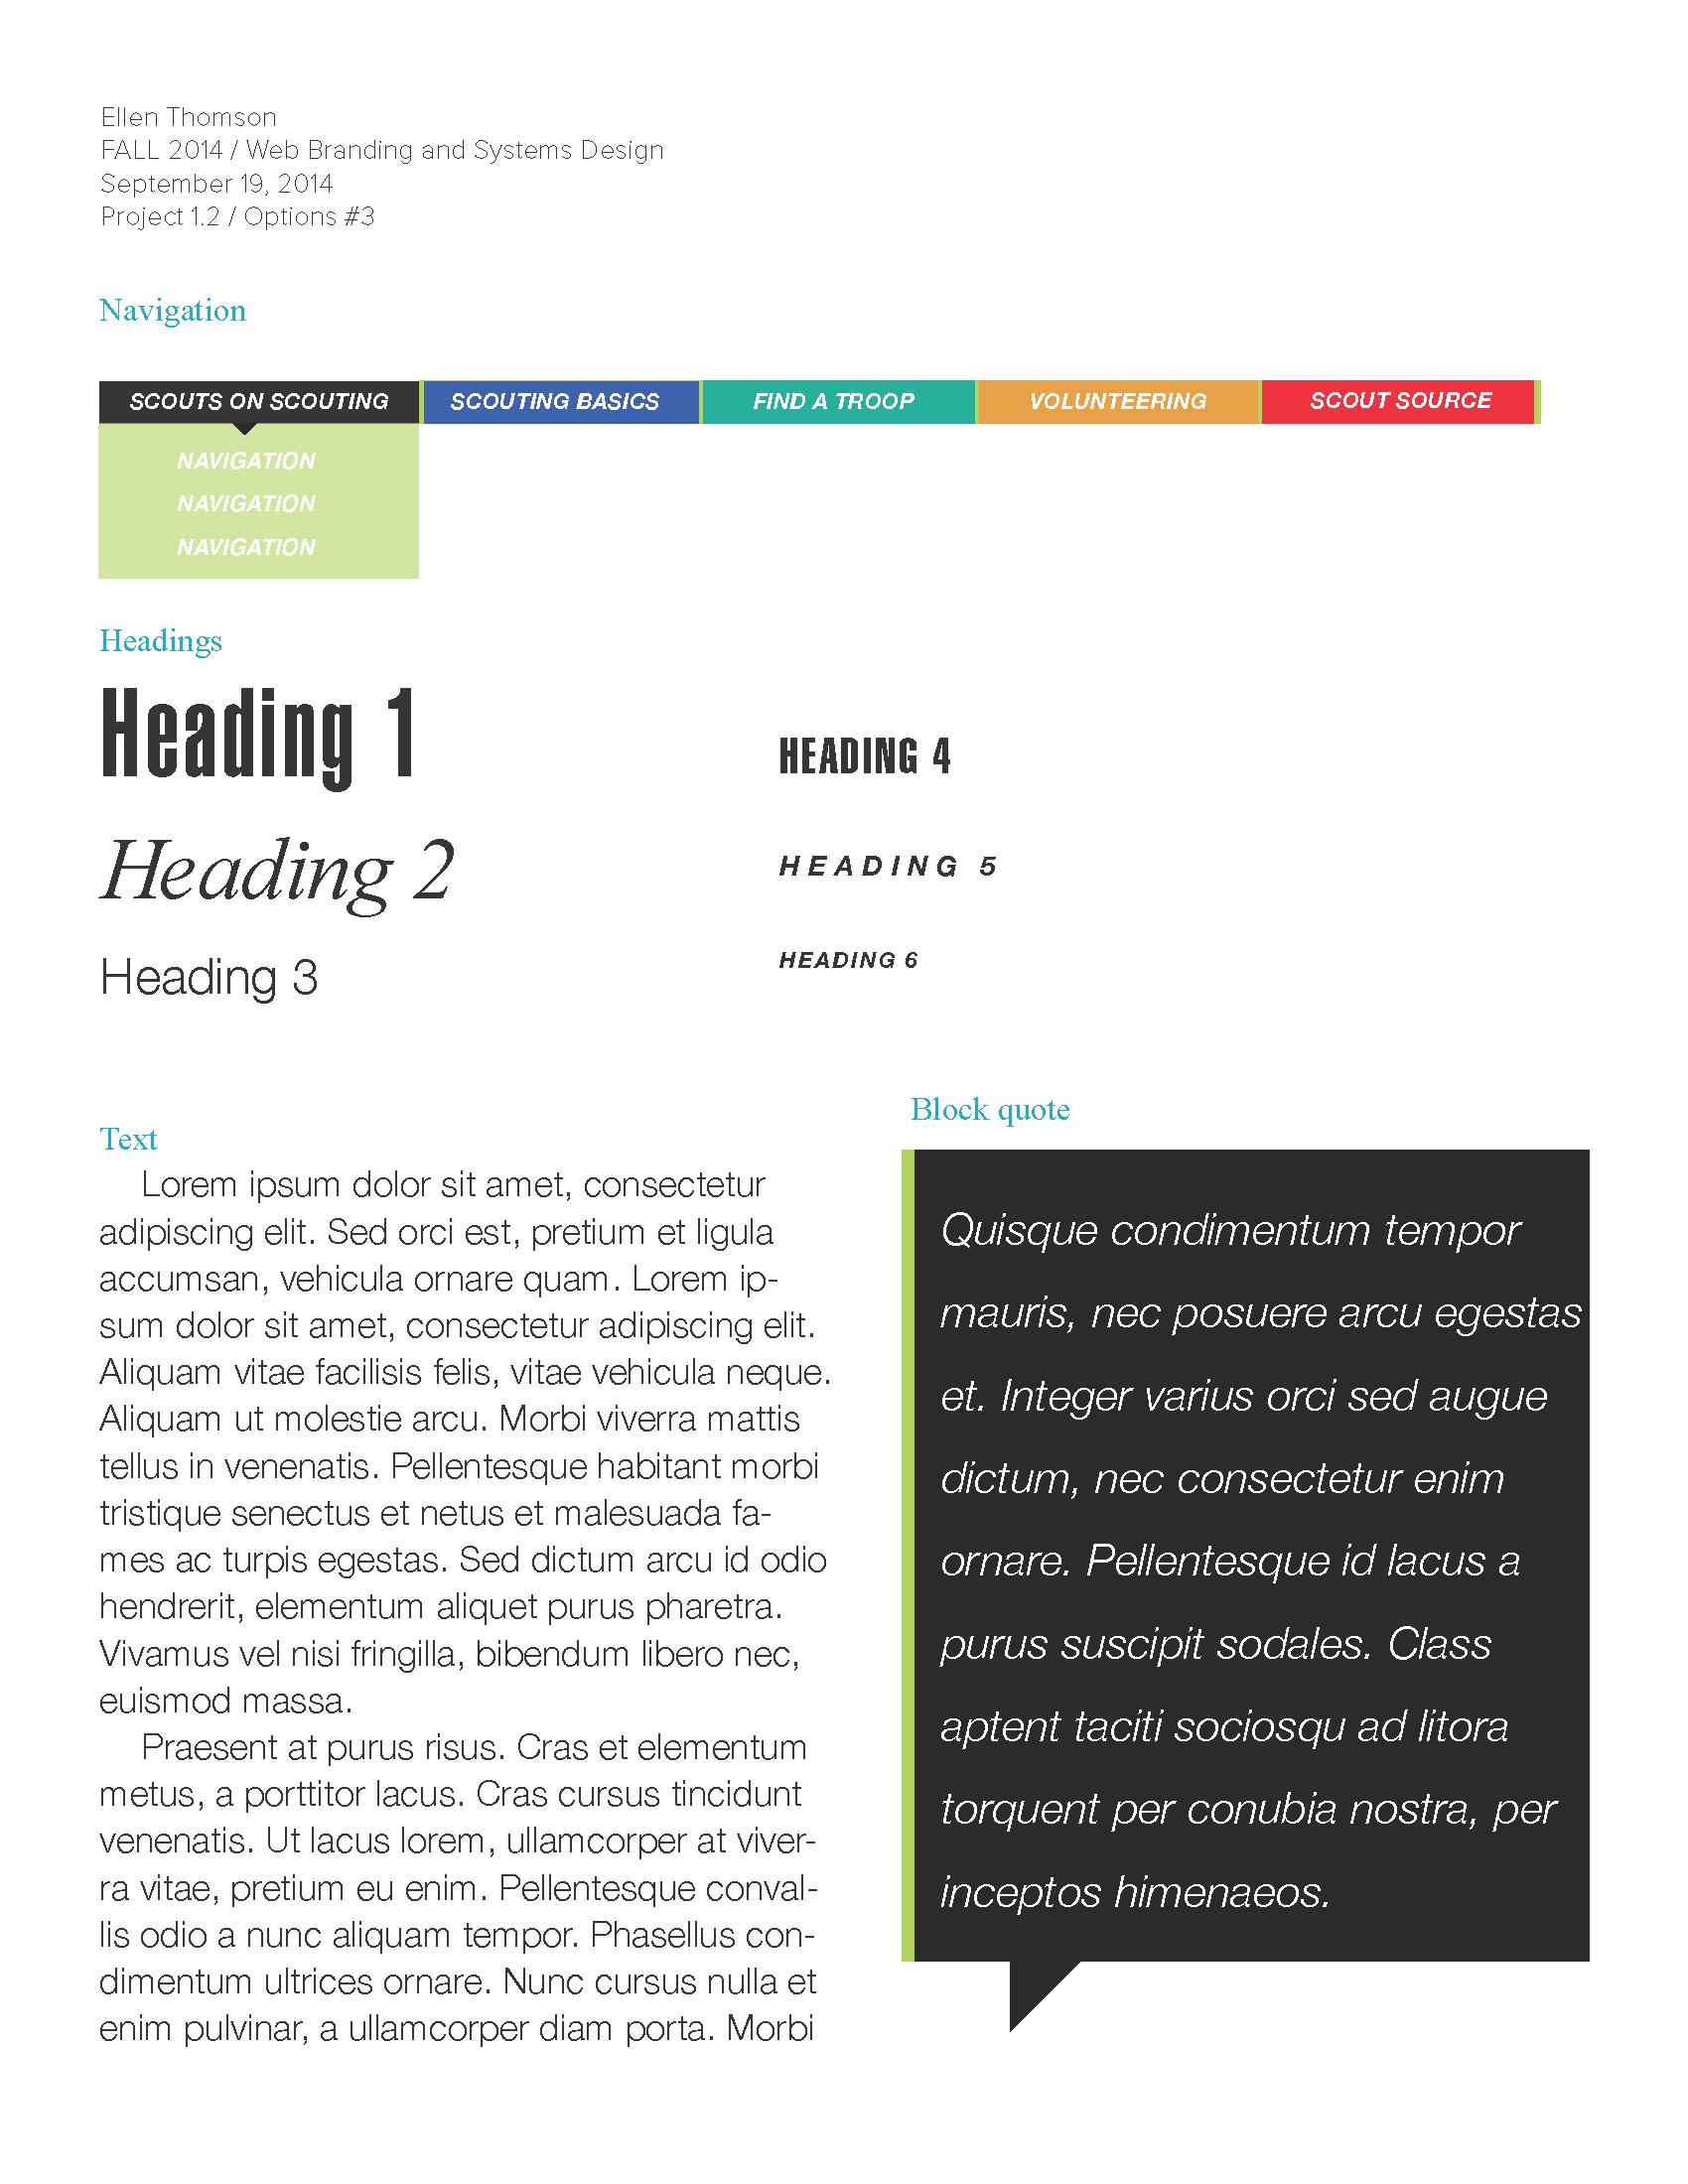 Ellen Thomson
FALL 2014 / Web Branding and Systems Design
September 19, 2014
Project 1.2 / Options #3
Navigation
SCOUTS ON SCOUTING SCOUTING BASICS FIND A TROOP VOLUNTEERING SCOUT SOURCE
NAVIGATION
NAVIGATION
NAVIGATION
Headings
Heading 1
Heading 2
Heading 3
HEADING 4
HEADING 5
HEADING 6
Text
Lorem ipsum dolor sit amet, consectetur
adipiscing elit. Sed orci est, pretium et ligula
accumsan, vehicula ornare quam. Lorem ip-
sum dolor sit amet, consectetur adipiscing elit.
Aliquam vitae facilisis felis, vitae vehicula neque.
Aliquam ut molestie arcu. Morbi viverra mattis
tellus in venenatis. Pellentesque habitant morbi
tristique senectus et netus et malesuada fa-
mes ac turpis egestas. Sed dictum arcu id odio
hendrerit, elementum aliquet purus pharetra.
Vivamus vel nisi fringilla, bibendum libero nec,
euismod massa.
Praesent at purus risus. Cras et elementum
metus, a porttitor lacus. Cras cursus tincidunt
venenatis. Ut lacus lorem, ullamcorper at viver-
ra vitae, pretium eu enim. Pellentesque conval-
lis odio a nunc aliquam tempor. Phasellus con-
dimentum ultrices ornare. Nunc cursus nulla et
enim pulvinar, a ullamcorper diam porta. Morbi
Block quote
Quisque condimentum tempor
mauris, nec posuere arcu egestas
et. Integer varius orci sed augue
dictum, nec consectetur enim
ornare. Pellentesque id lacus a
purus suscipit sodales. Class
aptent taciti sociosqu ad litora
torquent per conubia nostra, per
inceptos himenaeos.